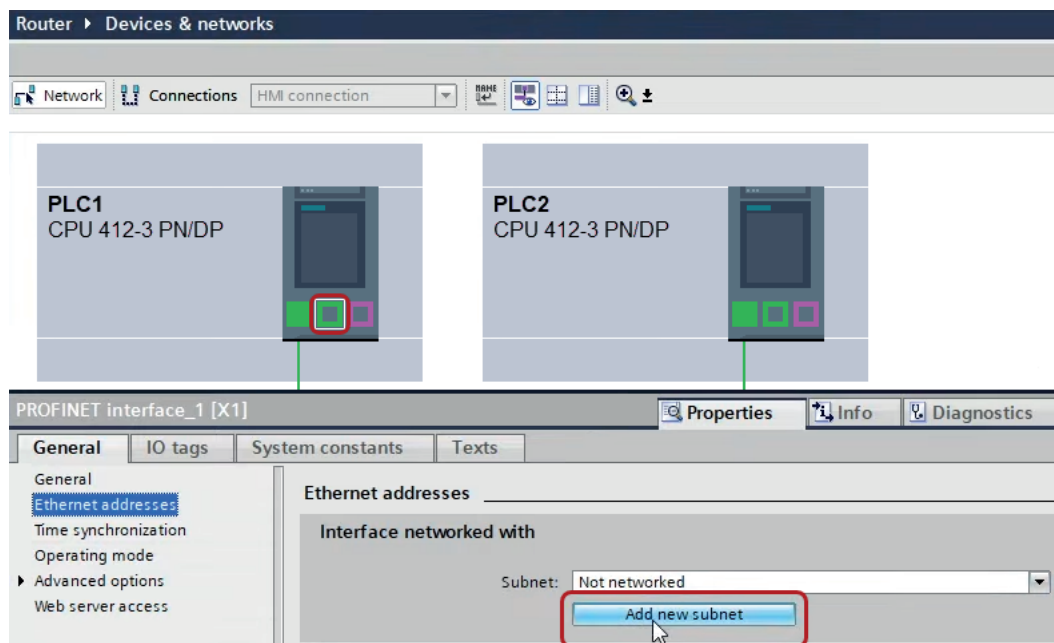 Router ▸ Devices & networks
Network Connections HMI connection
PLC1
CPU 412-3 PN/DP
PLC2
CPU 412-3 PN/DP
PROFINET interface_1 [X1]
Properties Info Diagnostics
General IO tags System constants Texts
General
Ethernet addresses
Time synchronization
Operating mode
Advanced options
Web server access
Ethernet addresses
Interface networked with
Subnet: Not networked
Add new subnet